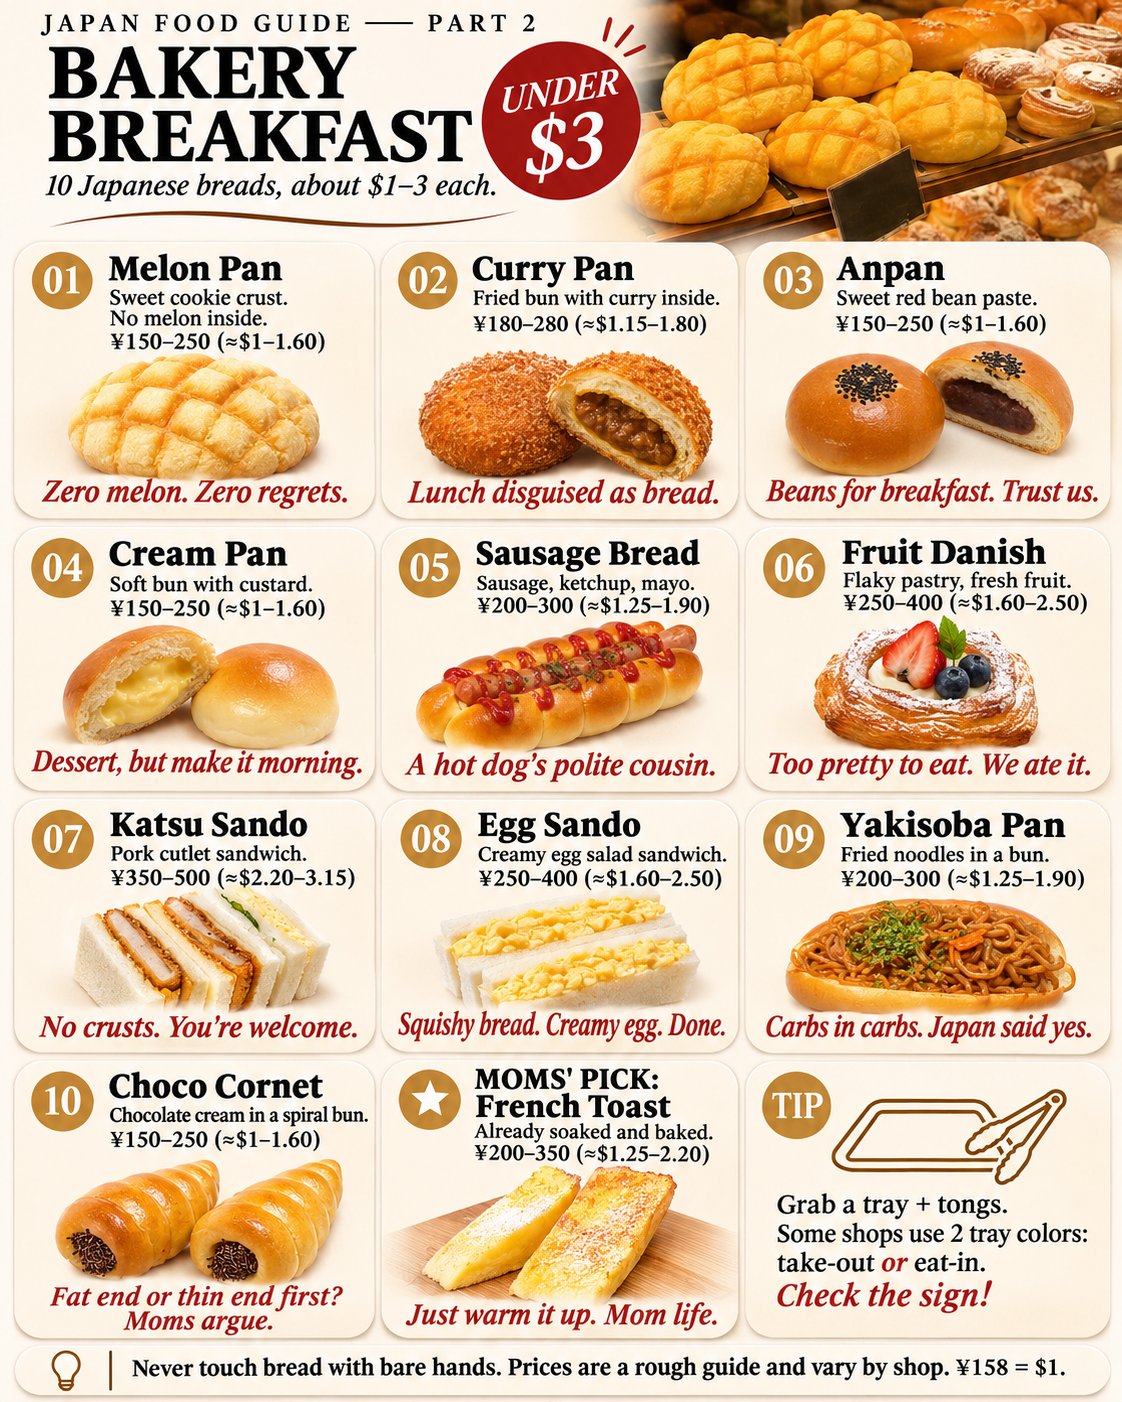 JAPAN FOOD GUIDE — PART 2
BAKERY
BREAKFAST
10 Japanese breads, about $1–3 each.
UNDER
$3
01
Melon Pan
Sweet cookie crust.
No melon inside.
¥150–250 (≈$1–1.60)
Zero melon. Zero regrets.
02
Curry Pan
Fried bun with curry inside.
¥180–280 (≈$1.15–1.80)
Lunch disguised as bread.
03
Anpan
Sweet red bean paste.
¥150–250 (≈$1–1.60)
Beans for breakfast. Trust us.
04
Cream Pan
Soft bun with custard.
¥150–250 (≈$1–1.60)
Dessert, but make it morning.
05
Sausage Bread
Sausage, ketchup, mayo.
¥200–300 (≈$1.25–1.90)
A hot dog's polite cousin.
06
Fruit Danish
Flaky pastry, fresh fruit.
¥250–400 (≈$1.60–2.50)
Too pretty to eat. We ate it.
07
Katsu Sando
Pork cutlet sandwich.
¥350–500 (≈$2.20–3.15)
No crusts. You're welcome.
08
Egg Sando
Creamy egg salad sandwich.
¥250–400 (≈$1.60–2.50)
Squishy bread. Creamy egg. Done.
09
Yakisoba Pan
Fried noodles in a bun.
¥200–300 (≈$1.25–1.90)
Carbs in carbs. Japan said yes.
10
Choco Cornet
Chocolate cream in a spiral bun.
¥150–250 (≈$1–1.60)
Fat end or thin end first?
Moms argue.
MOMS' PICK:
French Toast
Already soaked and baked.
¥200–350 (≈$1.25–2.20)
Just warm it up. Mom life.
TIP
Grab a tray + tongs.
Some shops use 2 tray colors:
take-out or eat-in.
Check the sign!
Never touch bread with bare hands. Prices are a rough guide and vary by shop. ¥158 = $1.